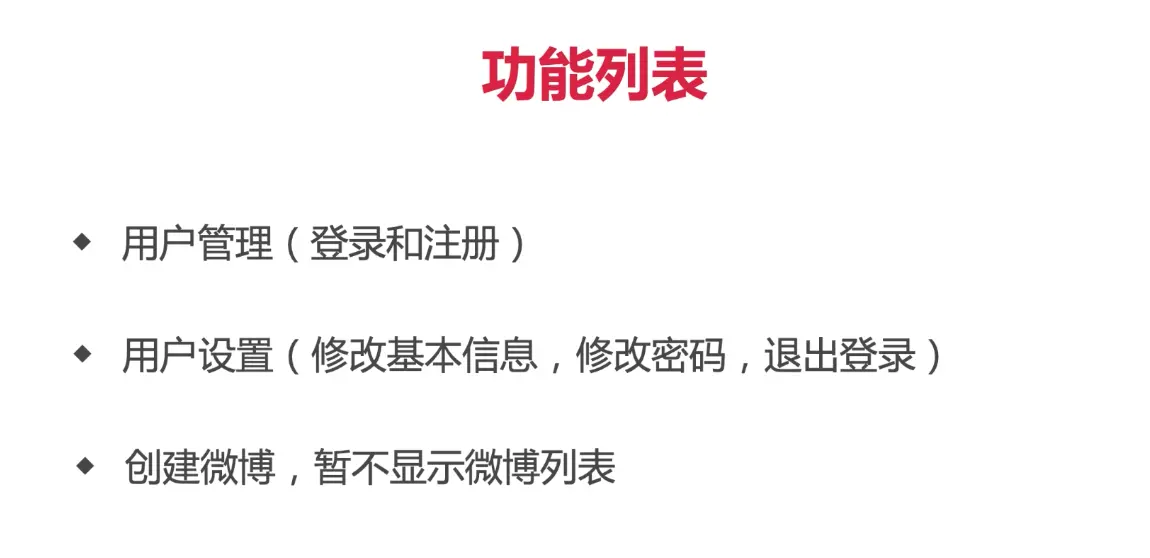 功能列表
◆ 用户管理（登录和注册）
◆ 用户设置（修改基本信息，修改密码，退出登录）
◆ 创建微博，暂不显示微博列表